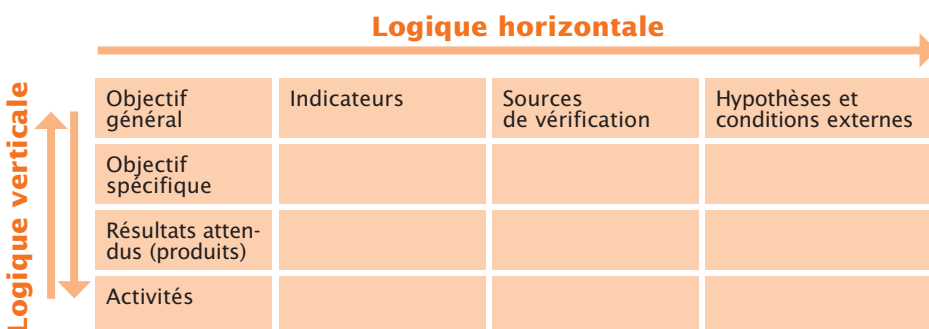 Logique horizontale
Logique verticale
Objectif
général
Indicateurs
Sources
de vérification
Hypothèses et
conditions externes
Objectif
spécifique
Résultats atten-
dus (produits)
Activités